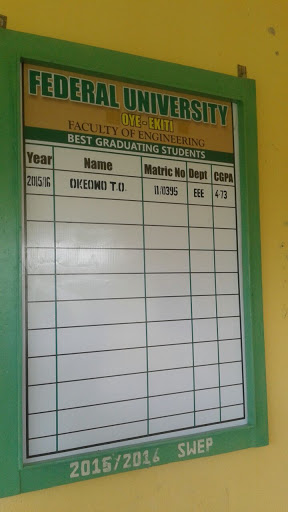 FEDERAL UNIVERSITY
OYE-EKITI
FACULTY OF ENGINEERING
BEST GRADUATING STUDENTS
Year Name Matric No Dept CGPA
2015/16 OKEOWO T.O. 11/0395 EEE 4.73
2015/2016 SWEP